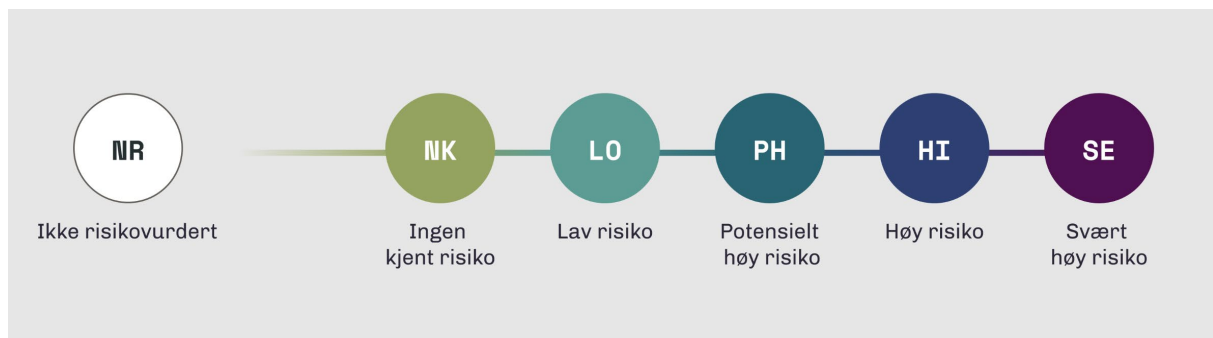 NR
Ikke risikovurdert
NK
Ingen
kjent risiko
LO
Lav risiko
PH
Potensielt
høy risiko
HI
Høy risiko
SE
Svært
høy risiko